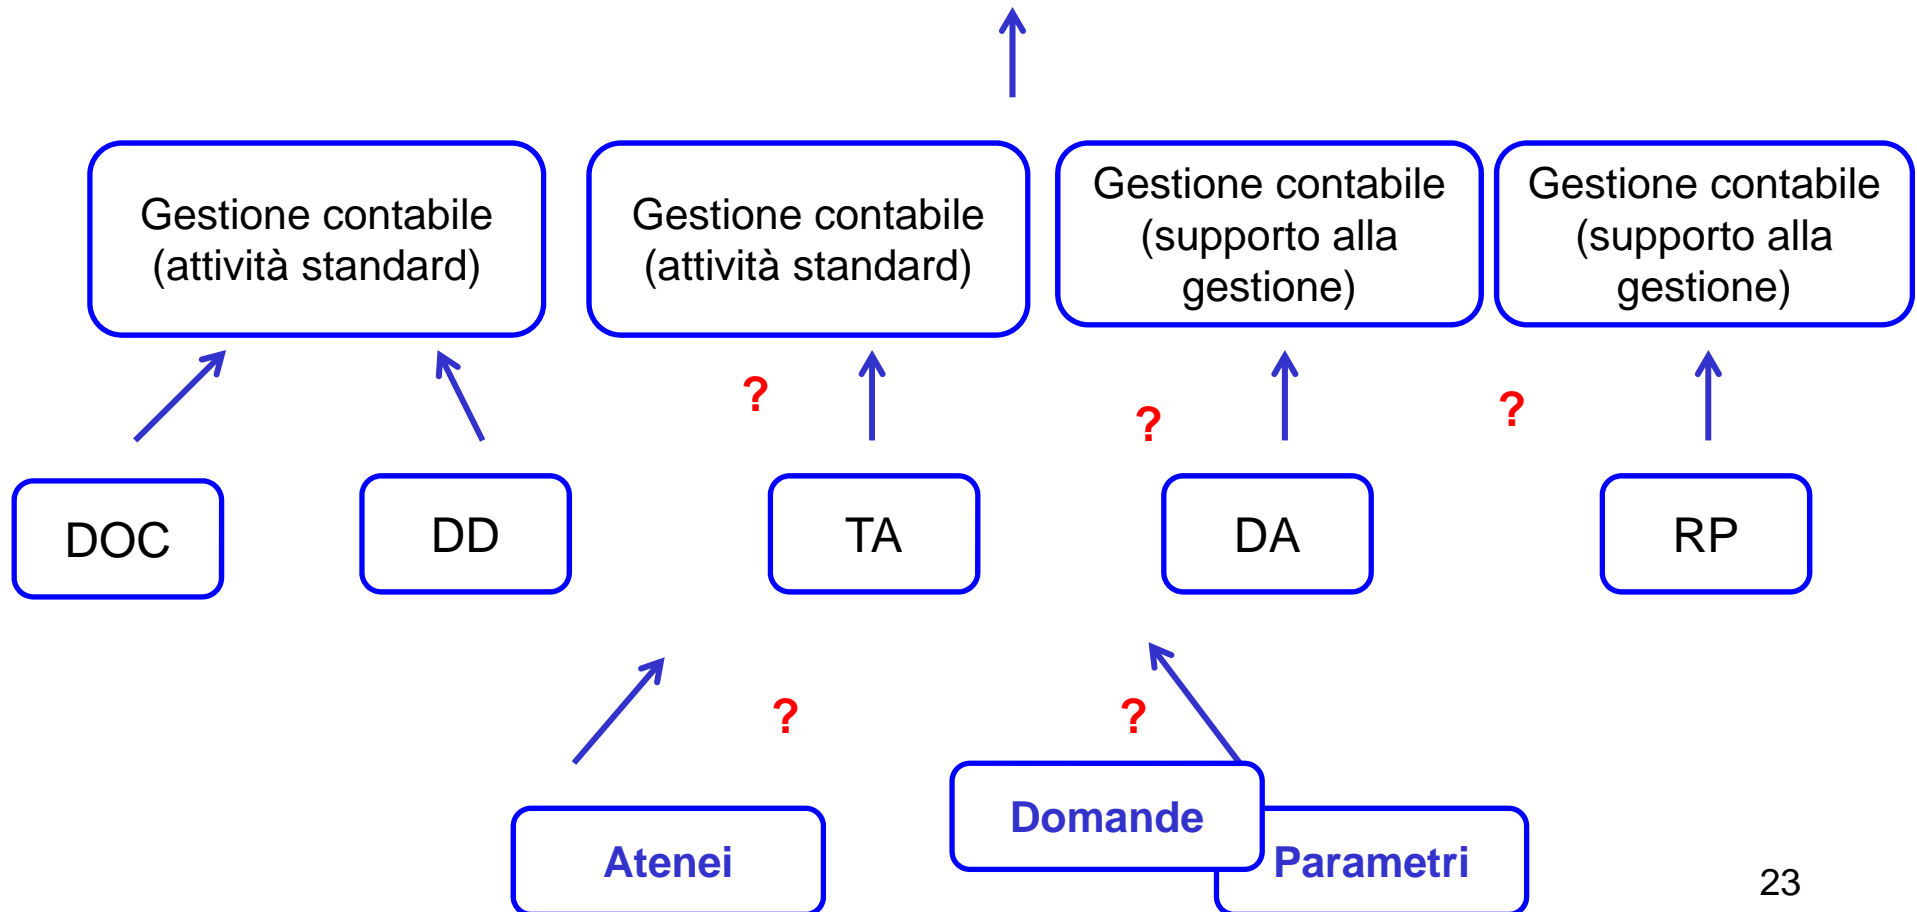 Gestione contabile
(attività standard)
Gestione contabile
(attività standard)
Gestione contabile
(supporto alla
gestione)
Gestione contabile
(supporto alla
gestione)
?
?
?
DOC
DD
TA
DA
RP
?
?
Atenei
Domande
Parametri
23